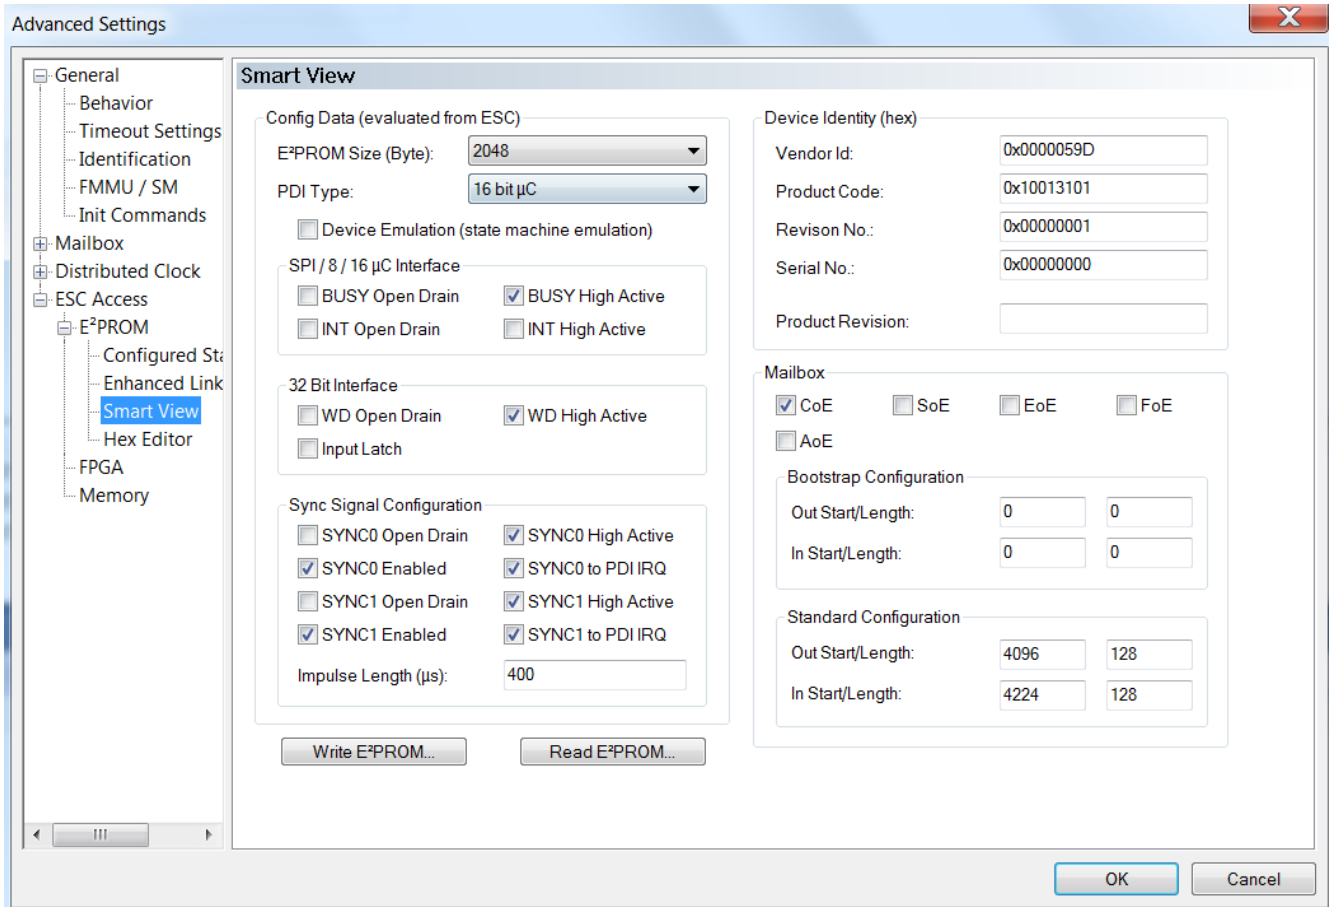 Advanced Settings
General
Behavior
Timeout Settings
Identification
FMMU / SM
Init Commands
Mailbox
Distributed Clock
ESC Access
E²PROM
Configured Sta
Enhanced Link
Smart View
Hex Editor
FPGA
Memory
Smart View
Config Data (evaluated from ESC)
E²PROM Size (Byte): 2048
PDI Type: 16 bit µC
Device Emulation (state machine emulation)
SPI / 8 / 16 µC Interface
BUSY Open Drain BUSY High Active
INT Open Drain INT High Active
32 Bit Interface
WD Open Drain WD High Active
Input Latch
Sync Signal Configuration
SYNC0 Open Drain SYNC0 High Active
SYNC0 Enabled SYNC0 to PDI IRQ
SYNC1 Open Drain SYNC1 High Active
SYNC1 Enabled SYNC1 to PDI IRQ
Impulse Length (µs): 400
Write E²PROM... Read E²PROM...
Device Identity (hex)
Vendor Id: 0x0000059D
Product Code: 0x10013101
Revison No.: 0x00000001
Serial No.: 0x00000000
Product Revision:
Mailbox
CoE SoE EoE FoE
AoE
Bootstrap Configuration
Out Start/Length: 0 0
In Start/Length: 0 0
Standard Configuration
Out Start/Length: 4096 128
In Start/Length: 4224 128
OK Cancel